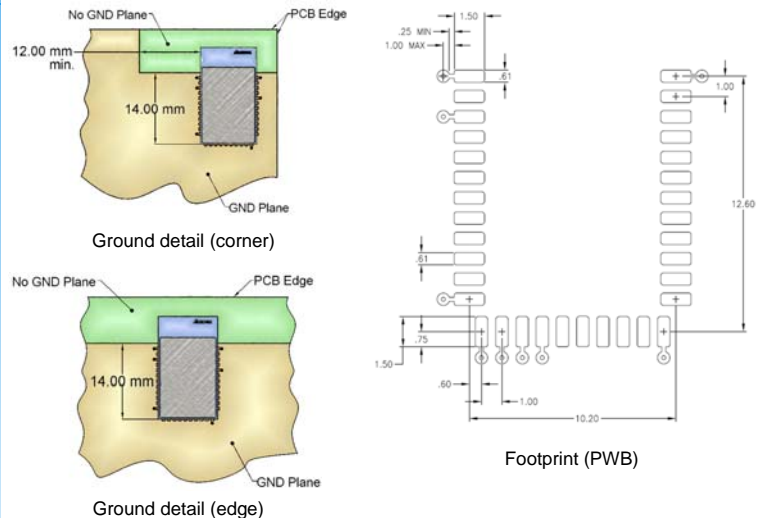 No GND Plane
PCB Edge
12.00 mm
min.
14.00 mm
GND Plane
Ground detail (corner)
No GND Plane
PCB Edge
14.00 mm
GND Plane
Ground detail (edge)
1.50
.25 MIN
1.00 MAX
.61
1.00
12.60
.61
1.50
.75
.60
1.00
10.20
Footprint (PWB)